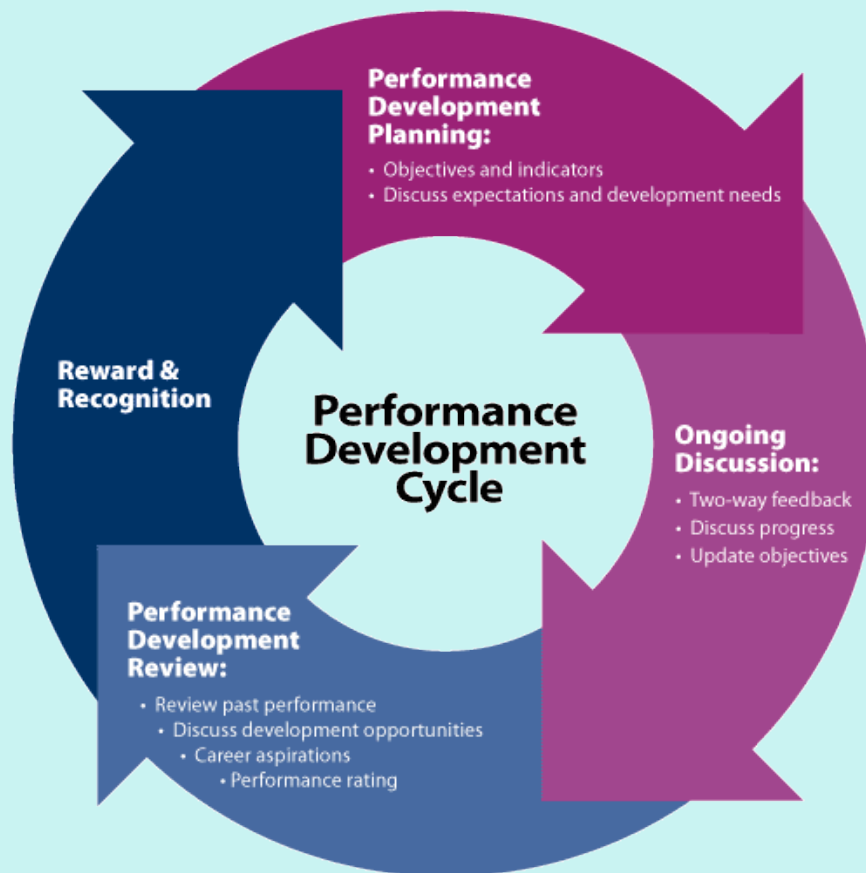 Performance
Development
Planning:
• Objectives and indicators
• Discuss expectations and development needs
Ongoing
Discussion:
• Two-way feedback
• Discuss progress
• Update objectives
Performance
Development
Review:
• Review past performance
• Discuss development opportunities
• Career aspirations
• Performance rating
Reward &
Recognition
Performance
Development
Cycle